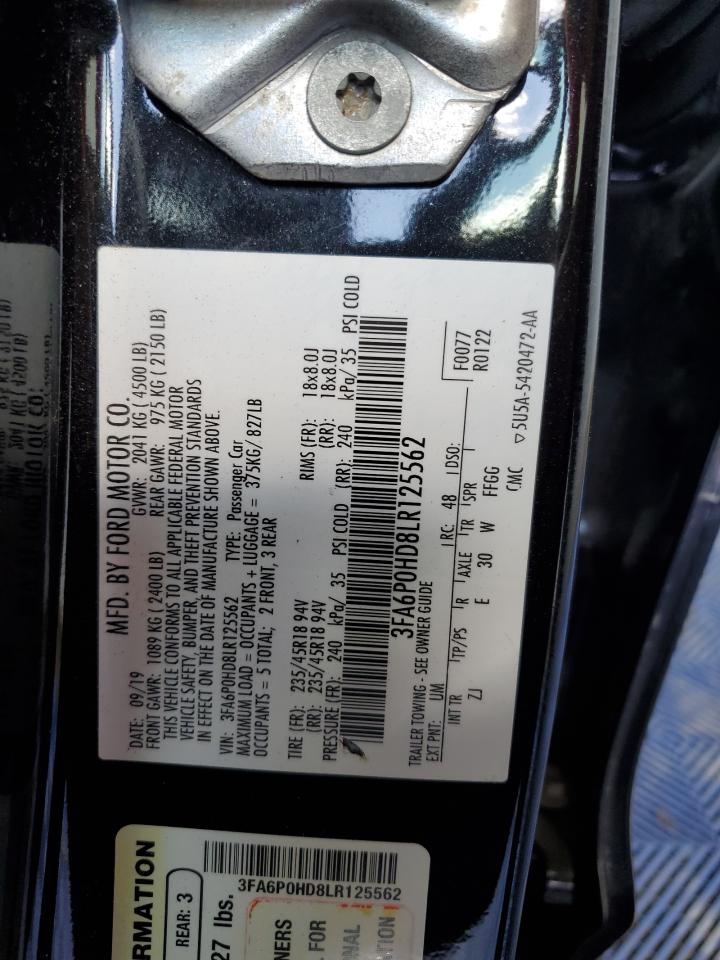 MFD. BY FORD MOTOR CO.
DATE: 09/19 GVWR: 2041 KG ( 4500 LB)
FRONT GAWR: 1089 KG ( 2400 LB) REAR GAWR: 975 KG ( 2150 LB)
THIS VEHICLE CONFORMS TO ALL APPLICABLE FEDERAL MOTOR
VEHICLE SAFETY, BUMPER, AND THEFT PREVENTION STANDARDS
IN EFFECT ON THE DATE OF MANUFACTURE SHOWN ABOVE.
VIN: 3FA6P0HD8LR125562 TYPE: Passenger Car
MAXIMUM LOAD = OCCUPANTS + LUGGAGE = 375KG/ 827LB
OCCUPANTS = 5 TOTAL; 2 FRONT, 3 REAR
TIRE (FR): 235/45R18 94V RIMS (FR): 18x8.0J
(RR): 235/45R18 94V (RR): 18x8.0J
PRESSURE (FR): 240 kPa/ 35 PSI COLD (RR): 240 kPa/ 35 PSI COLD
3FA6P0HD8LR125562
TRAILER TOWING - SEE OWNER GUIDE
EXT PNT: UM RC: 48 DSO: F0077
R0122
INT TR TP/PS R AXLE TR SPR
ZJ E 30 W FFGG
CMC ▽5U5A-5420472-AA
RMATION
REAR: 3
27 lbs.
3FA6P0HD8LR125562
NERS
FOR
ONAL
TION